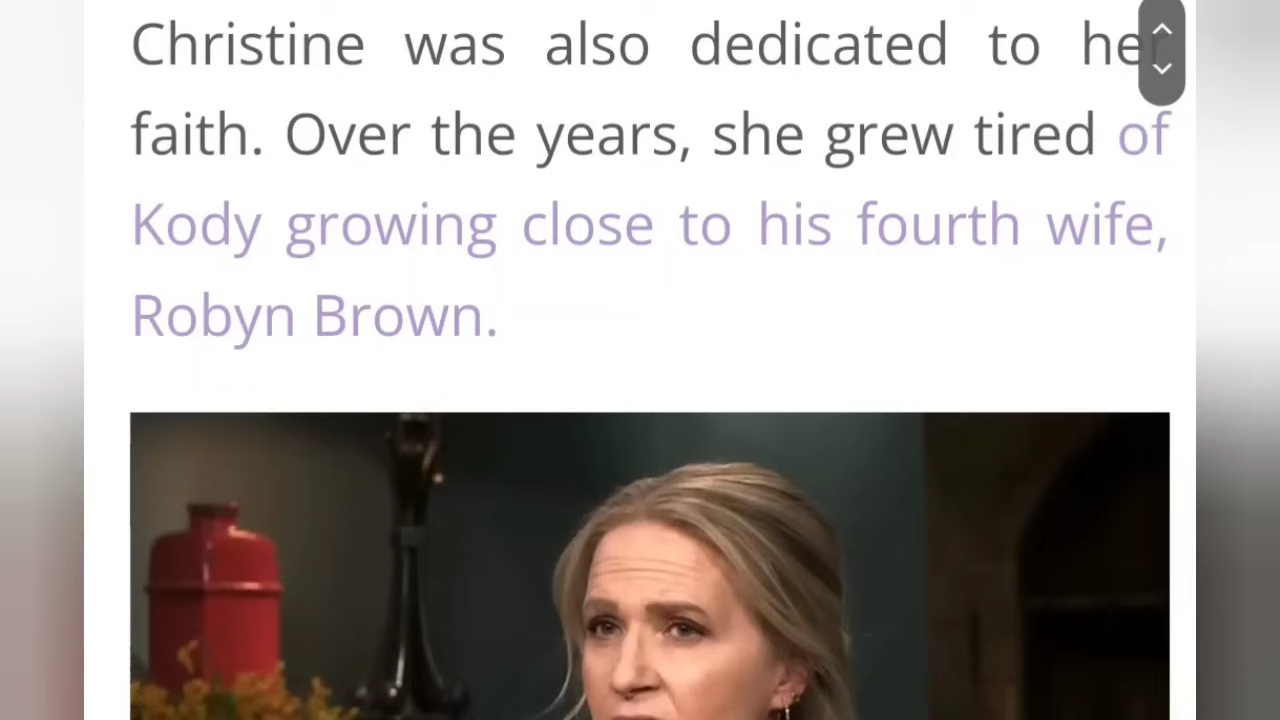 Christine was also dedicated to her
faith. Over the years, she grew tired of
Kody growing close to his fourth wife,
Robyn Brown.